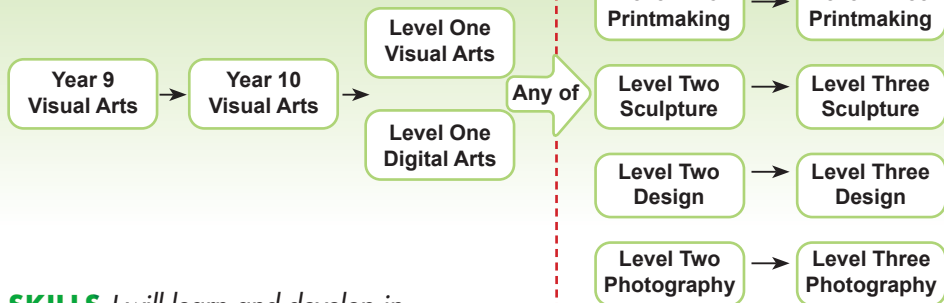 Printmaking
Printmaking
Level One
Visual Arts
Year 9
Visual Arts
Year 10
Visual Arts
Any of
Level Two
Sculpture
Level Three
Sculpture
Level One
Digital Arts
Level Two
Design
Level Three
Design
Level Two
Photography
Level Three
Photography
SKILLS I will learn and develop in